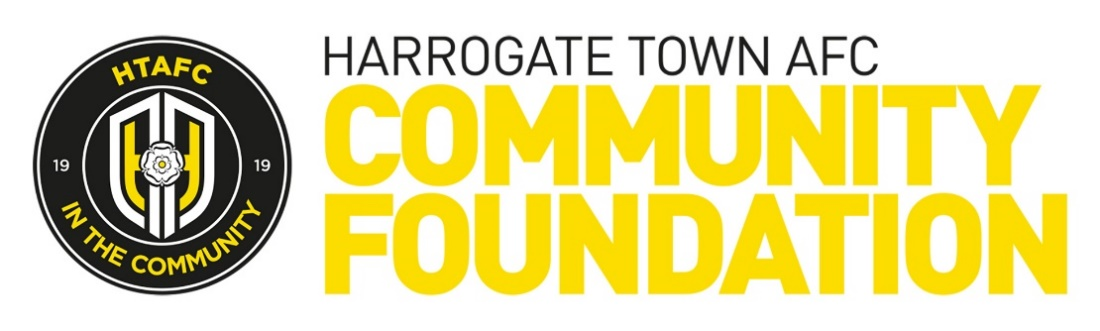 HTAFC
19 19
IN THE COMMUNITY
HARROGATE TOWN AFC
COMMUNITY
FOUNDATION